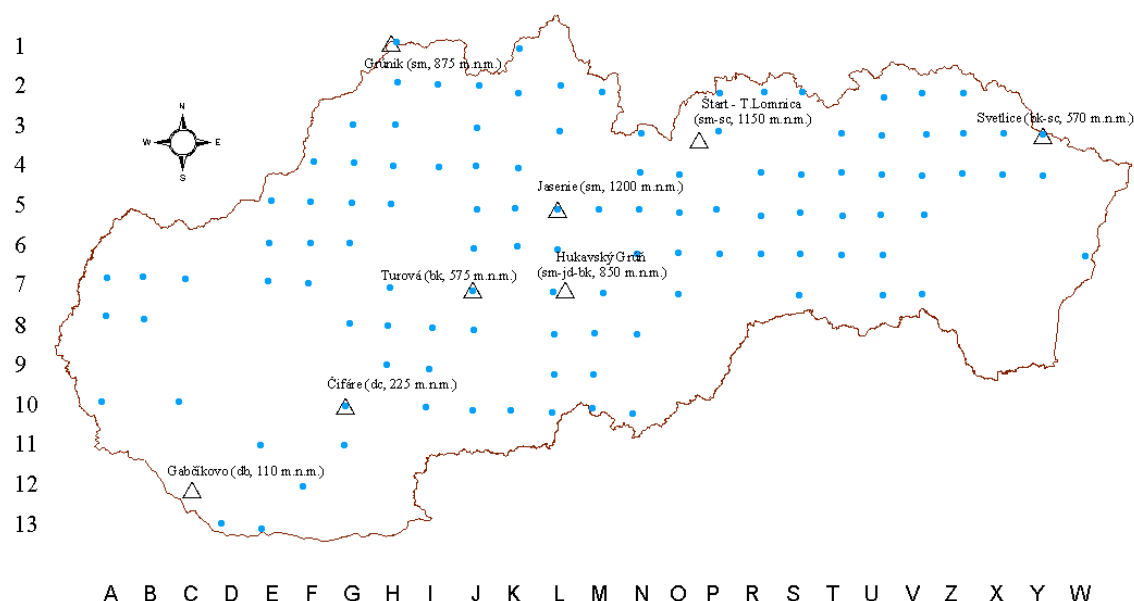 1
Grúnik (sm, 875 m.n.m.)
2
N
W E
S
Štart - T.Lomnica
(sm-sc, 1150 m.n.m.)
3
Svetlice (bk-sc, 570 m.n.m.)
4
Jasenie (sm, 1200 m.n.m.)
5
6
Hukavský Grúň
(sm-jd-bk, 850 m.n.m.)
Turová (bk, 575 m.n.m.)
7
8
9
Čifáre (dc, 225 m.n.m.)
10
11
Gabčíkovo (db, 110 m.n.m.)
12
13
A B C D E F G H I J K L M N O P R S T U V Z X Y W